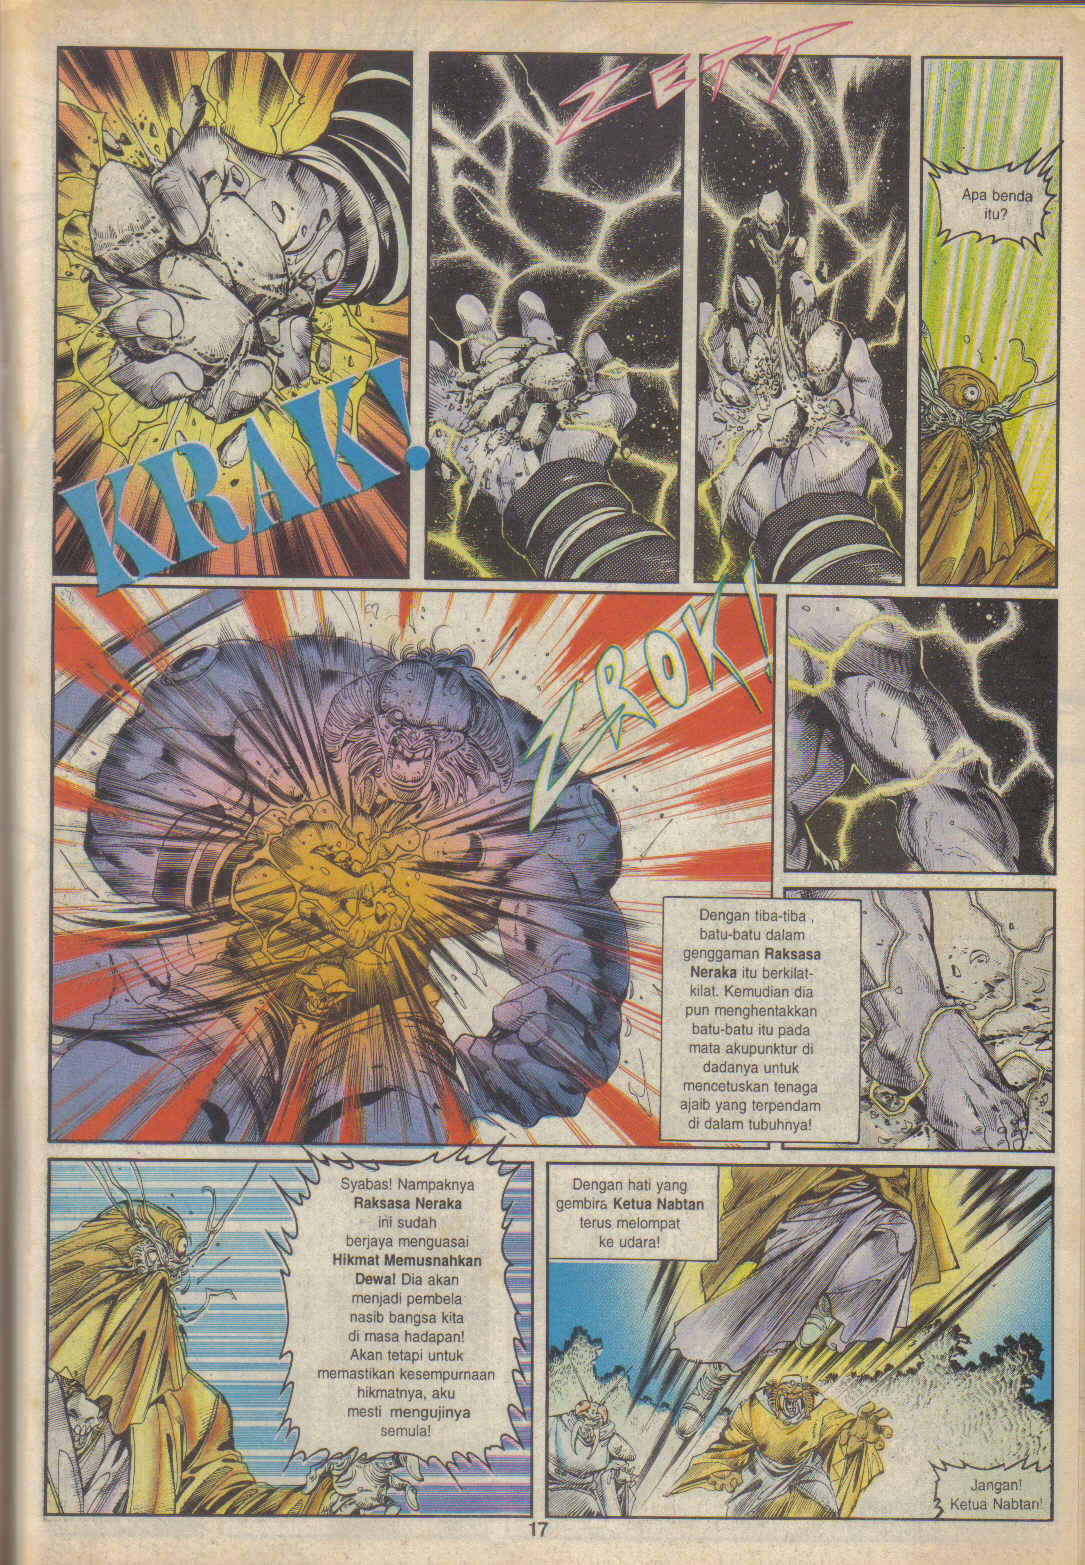 KRAK!
ZETT
Apa benda
itu?
ZROK!
Dengan tiba-tiba ,
batu-batu dalam
genggaman Raksasa
Neraka itu berkilat-
kilat. Kemudian dia
pun menghentakkan
batu-batu itu pada
mata akupunktur di
dadanya untuk
mencetuskan tenaga
ajaib yang terpendam
di dalam tubuhnya!
Syabas! Nampaknya
Raksasa Neraka
ini sudah
berjaya menguasai
Hikmat Memusnahkan
Dewa! Dia akan
menjadi pembela
nasib bangsa kita
di masa hadapan!
Akan tetapi untuk
memastikan kesempurnaan
hikmatnya, aku
mesti mengujinya
semula!
Dengan hati yang
gembira Ketua Nabtan
terus melompat
ke udara!
Jangan!
Ketua Nabtan!
17